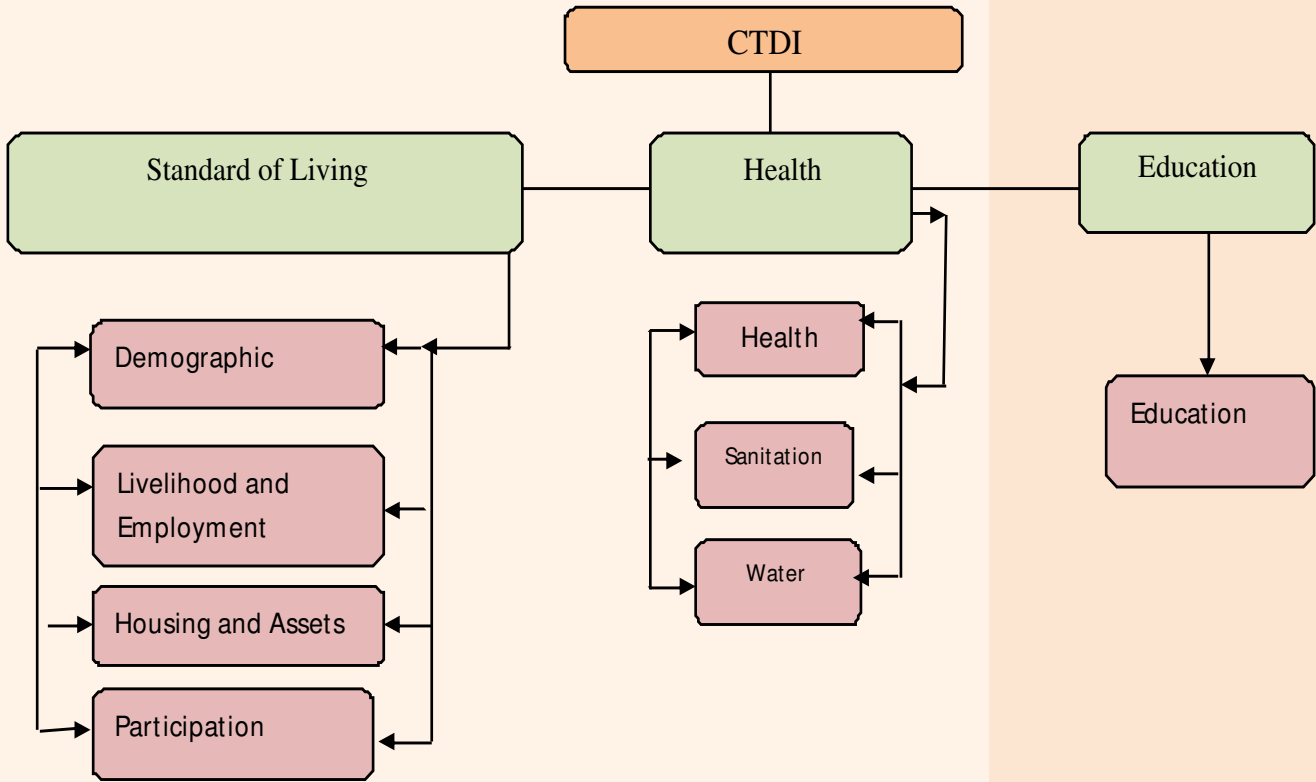 CTDI
Standard of Living
Health
Education
Demographic
Livelihood and
Employment
Housing and Assets
Participation
Health
Sanitation
Water
Education